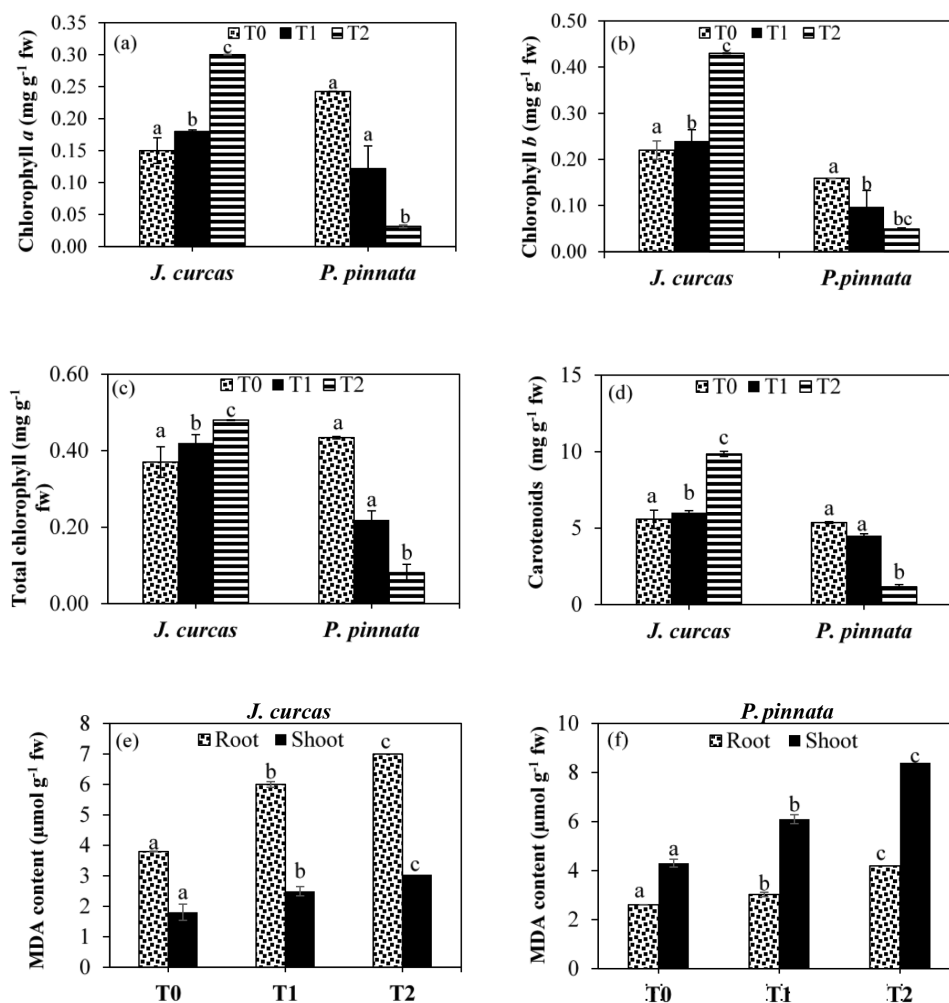 (a)
T0 T1 T2
Chlorophyll a (mg g-1 fw)
0.35
0.30
0.25
0.20
0.15
0.10
0.05
0.00
a b c
a a b
J. curcas P. pinnata
(b)
T0 T1 T2
Chlorophyll b (mg g-1 fw)
0.50
0.40
0.30
0.20
0.10
0.00
a b c
a b bc
J. curcas P.pinnata
(c)
T0 T1 T2
Total chlorophyll (mg g-1
fw)
0.60
0.40
0.20
0.00
a b c
a a b
J. curcas P. pinnata
(d)
T0 T1 T2
Carotenoids (mg g-1 fw)
15
10
5
0
a b c
a a b
J. curcas P. pinnata
J. curcas
(e)
Root Shoot
MDA content (μmol g-1 fw)
8
7
6
5
4
3
2
1
0
a a
b b
c c
T0 T1 T2
P. pinnata
(f)
Root Shoot
MDA content (μmol g-1 fw)
10
8
6
4
2
0
a a
b b
c c
T0 T1 T2